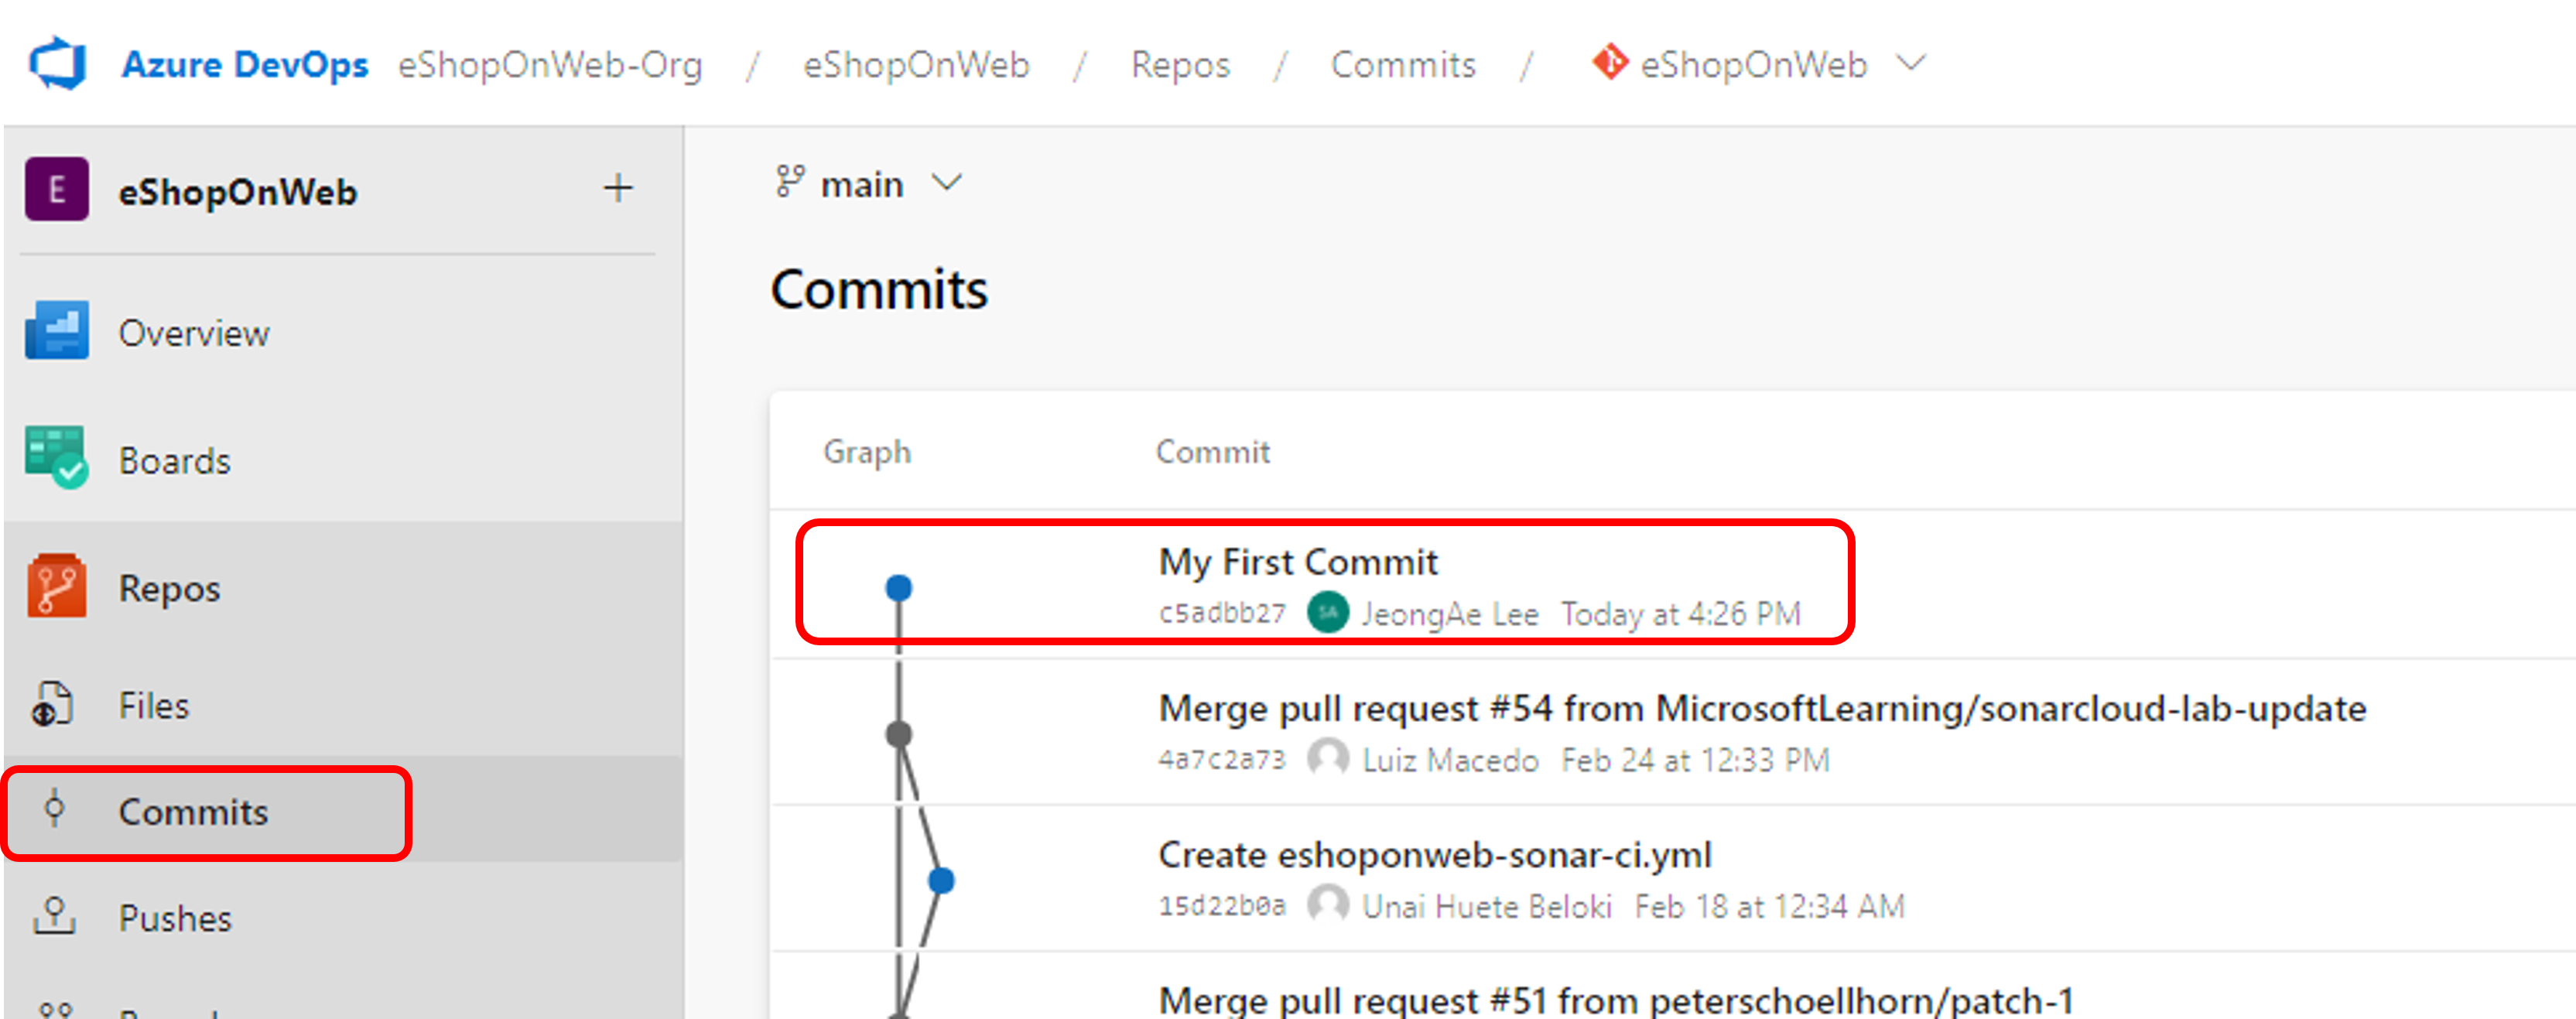 Azure DevOps eShopOnWeb-Org / eShopOnWeb / Repos / Commits / eShopOnWeb
E eShopOnWeb +
main
Commits
Overview
Boards
Repos
Files
Commits
Pushes
Graph Commit
My First Commit
c5adbb27 SA JeongAe Lee Today at 4:26 PM
Merge pull request #54 from MicrosoftLearning/sonarcloud-lab-update
4a7c2a73 Luiz Macedo Feb 24 at 12:33 PM
Create eshoponweb-sonar-ci.yml
15d22b0a Unai Huete Beloki Feb 18 at 12:34 AM
Merge pull request #51 from peterschoellhorn/patch-1